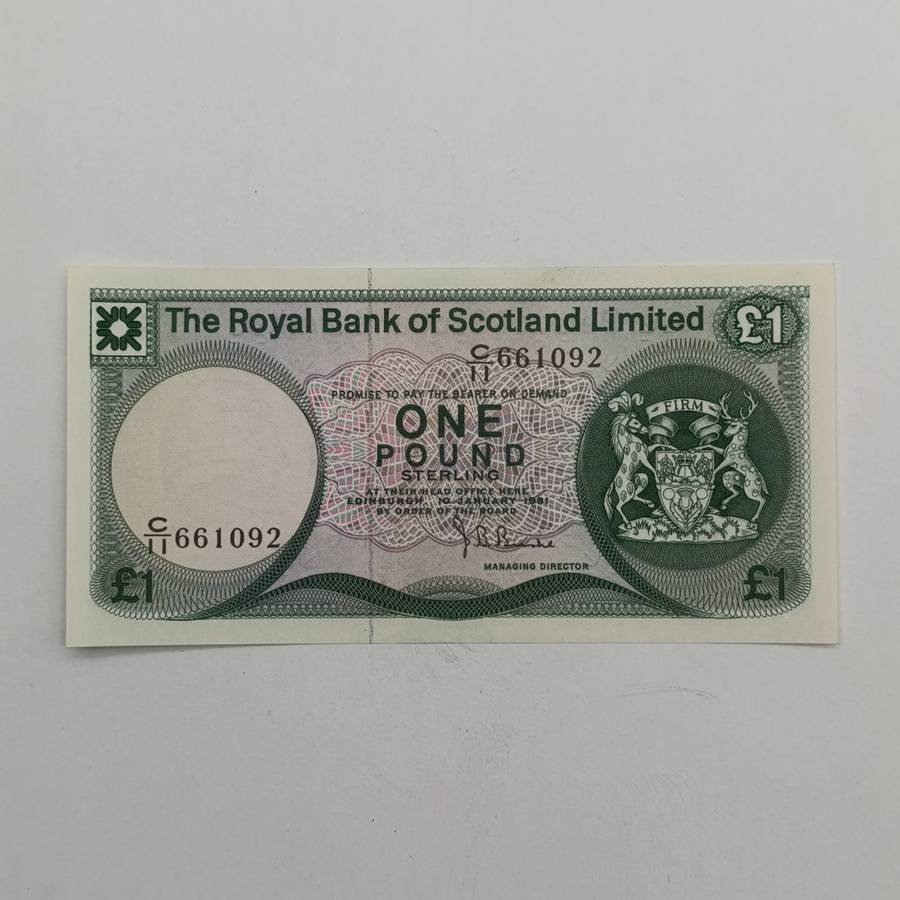 The Royal Bank of Scotland Limited £1
C/11 661092
PROMISE TO PAY THE BEARER ON DEMAND
ONE
POUND
STERLING
AT THEIR HEAD OFFICE HERE
EDINBURGH, 10 JANUARY 1981
BY ORDER OF THE BOARD
MANAGING DIRECTOR
FIRM
C/11 661092
£1
£1